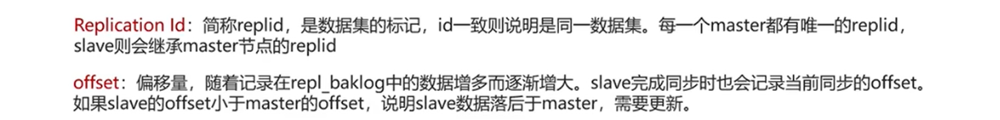 Replication Id：简称replid，是数据集的标记，id一致则说明是同一数据集。每一个master都有唯一的replid，
slave则会继承master节点的replid
offset：偏移量，随着记录在repl_baklog中的数据增多而逐渐增大。slave完成同步时也会记录当前同步的offset。
如果slave的offset小于master的offset，说明slave数据落后于master，需要更新。